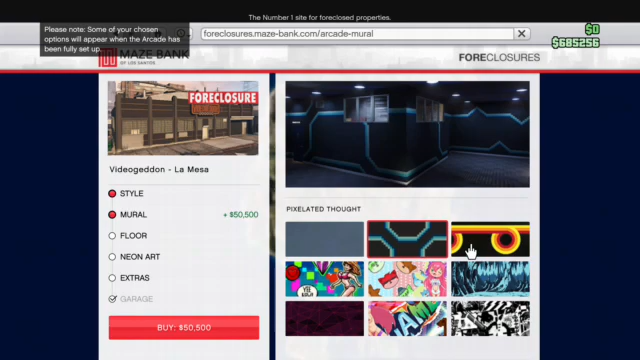 The Number 1 site for foreclosed properties.
Please note: Some of your chosen
options will appear when the Arcade has
been fully set up.
foreclosures.maze-bank.com/arcade-mural
$0
$685256
MAZE BANK
OF LOS SANTOS
FORECLOSURES
FORECLOSURE
Videogeddon - La Mesa
STYLE
MURAL + $50,500
FLOOR
NEON ART
EXTRAS
GARAGE
BUY: $50,500
PIXELATED THOUGHT